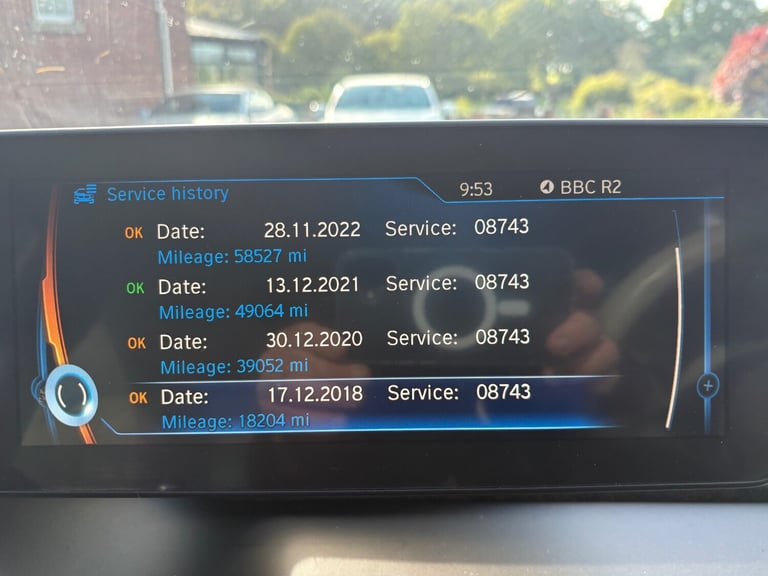 Service history 9:53 BBC R2
OK Date: 28.11.2022 Service: 08743
Mileage: 58527 mi
OK Date: 13.12.2021 Service: 08743
Mileage: 49064 mi
OK Date: 30.12.2020 Service: 08743
Mileage: 39052 mi
OK Date: 17.12.2018 Service: 08743
Mileage: 18204 mi